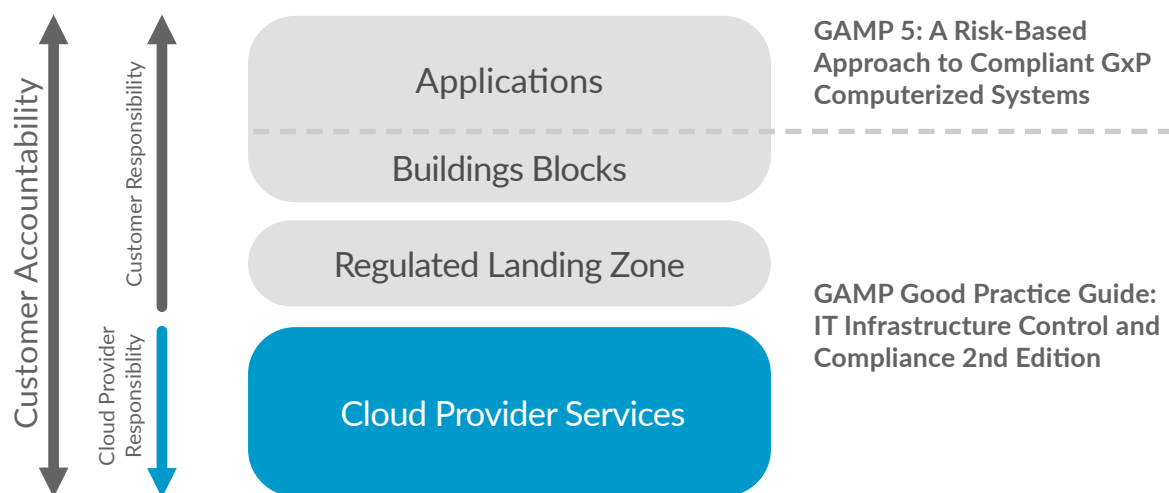 Customer Accountability
Customer Responsibility
Cloud Provider
Responsiblity
Applications
Buildings Blocks
Regulated Landing Zone
Cloud Provider Services
GAMP 5: A Risk-Based
Approach to Compliant GxP
Computerized Systems
GAMP Good Practice Guide:
IT Infrastructure Control and
Compliance 2nd Edition